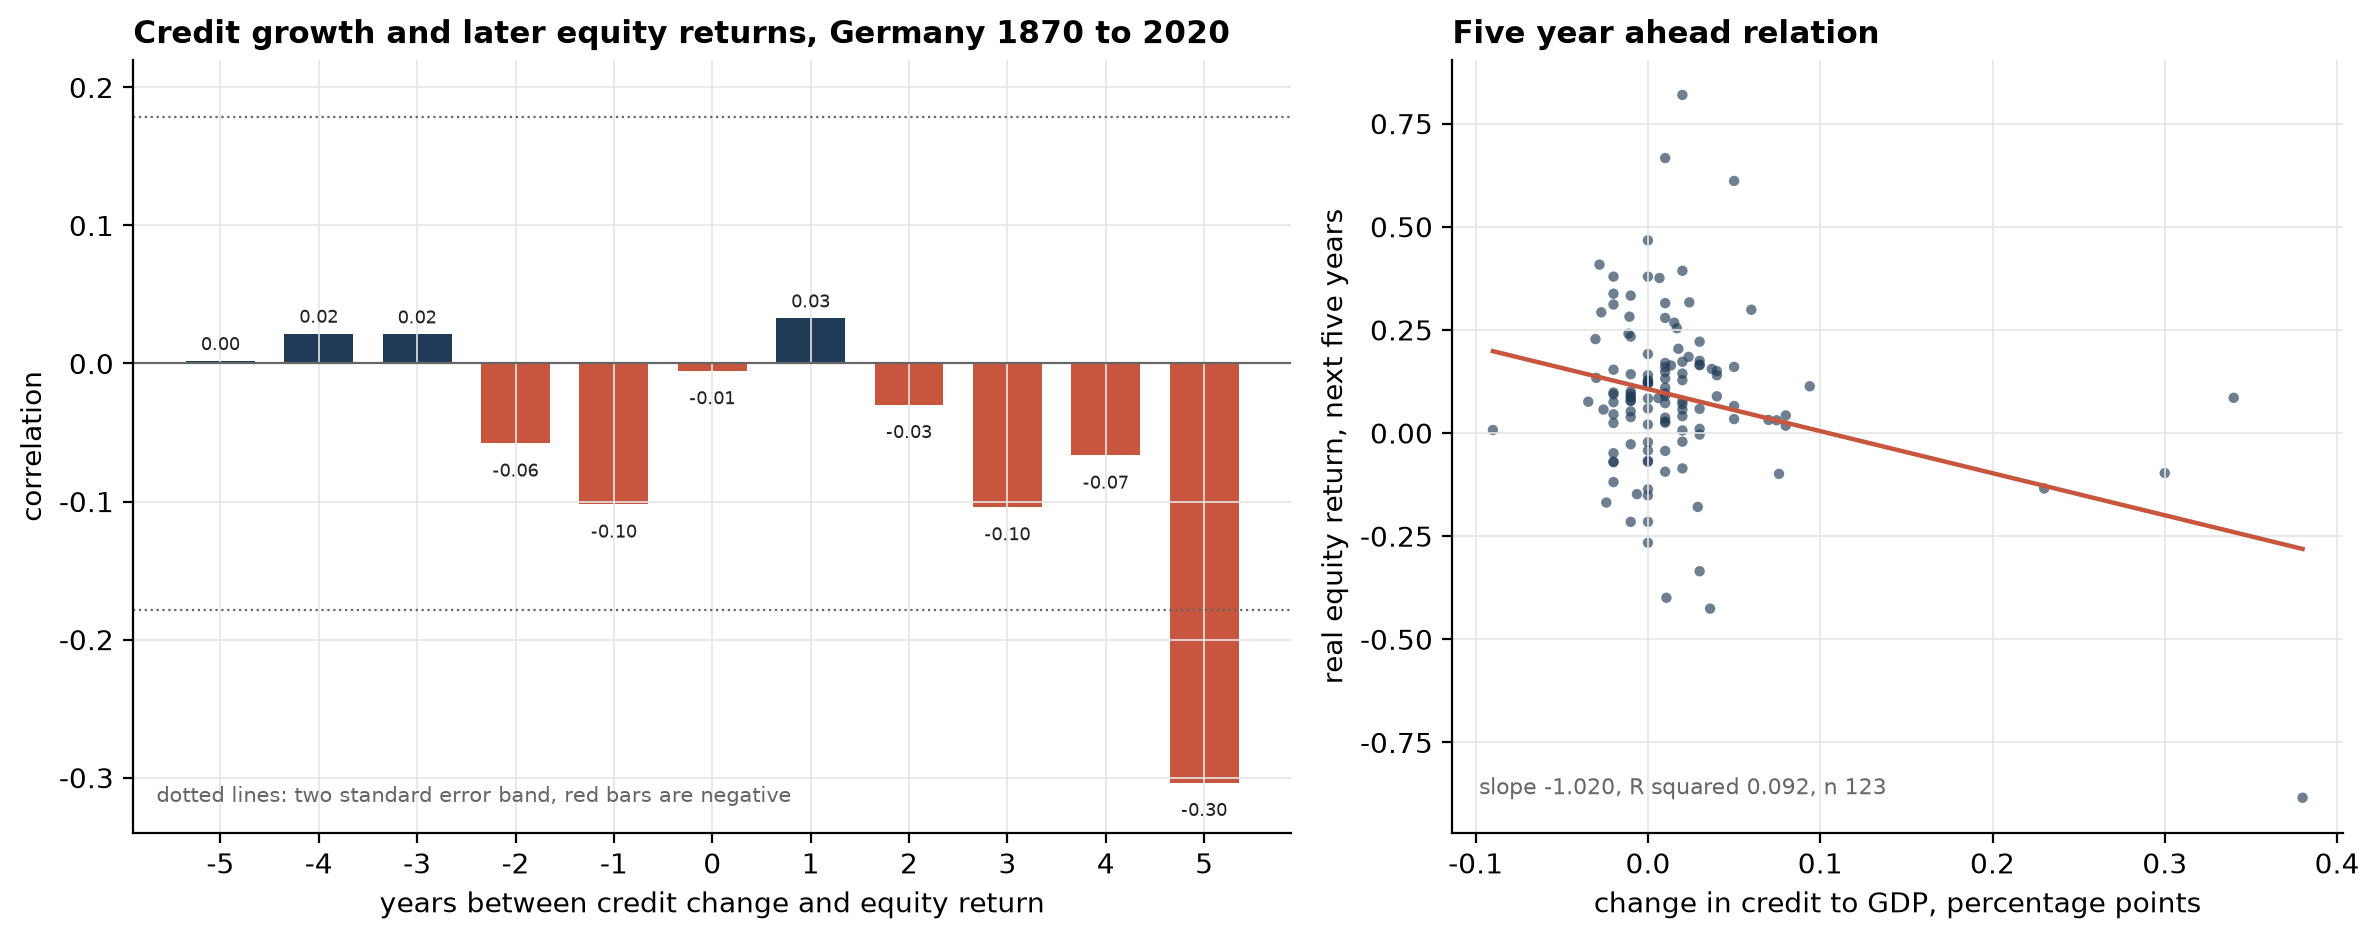 Credit growth and later equity returns, Germany 1870 to 2020
0.2
0.1
0.0
-0.1
-0.2
-0.3
correlation
0.00
0.02
0.02
-0.06
-0.10
-0.01
0.03
-0.03
-0.10
-0.07
-0.30
dotted lines: two standard error band, red bars are negative
-5 -4 -3 -2 -1 0 1 2 3 4 5
years between credit change and equity return
Five year ahead relation
0.75
0.50
0.25
0.00
-0.25
-0.50
-0.75
real equity return, next five years
slope -1.020, R squared 0.092, n 123
-0.1 0.0 0.1 0.2 0.3 0.4
change in credit to GDP, percentage points